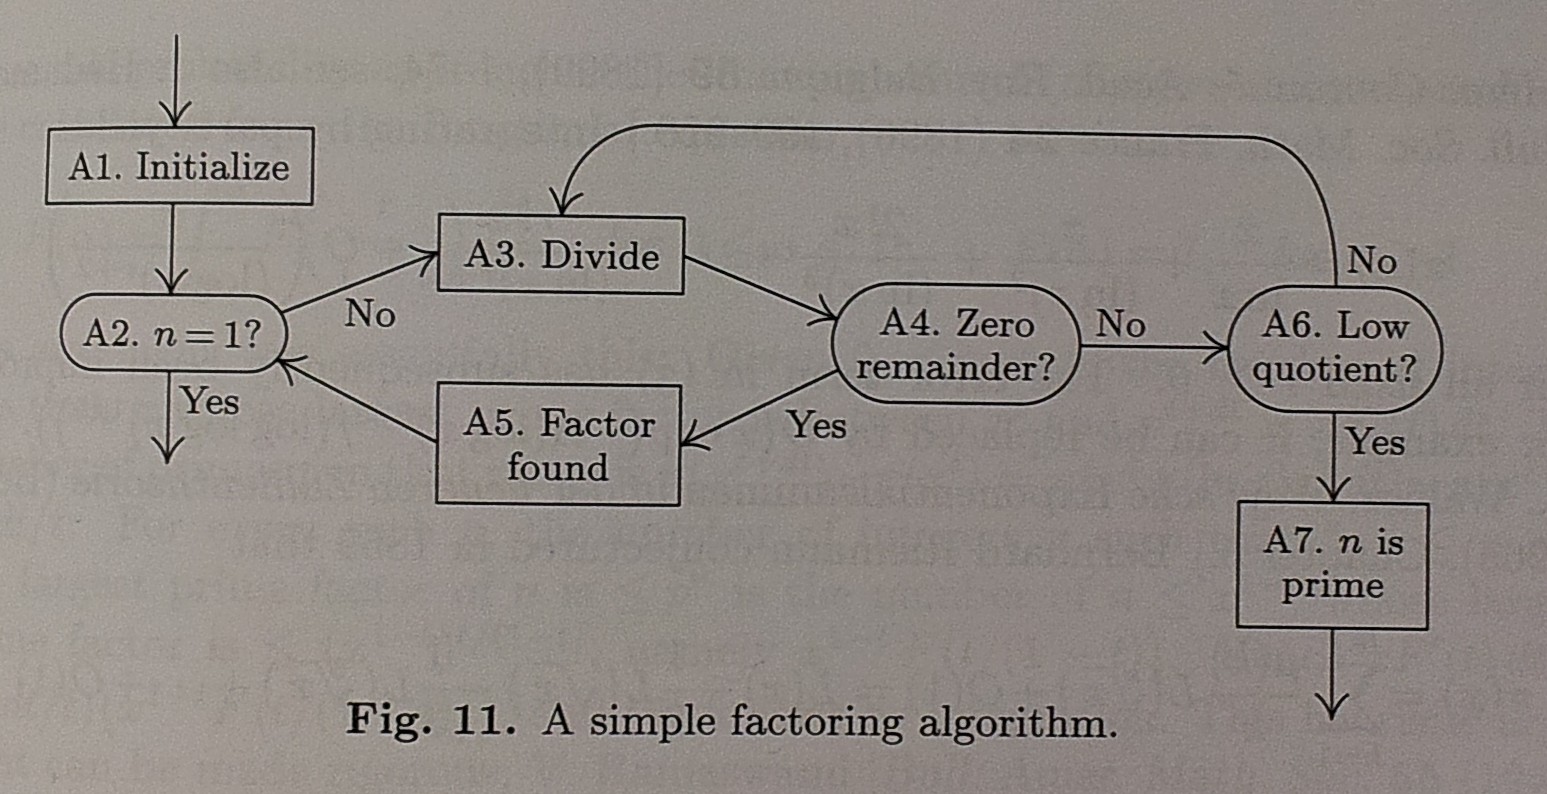 A1. Initialize
A2. n = 1?
No
Yes
A3. Divide
A4. Zero
remainder?
No
Yes
A5. Factor
found
A6. Low
quotient?
No
Yes
A7. n is
prime
Fig. 11. A simple factoring algorithm.